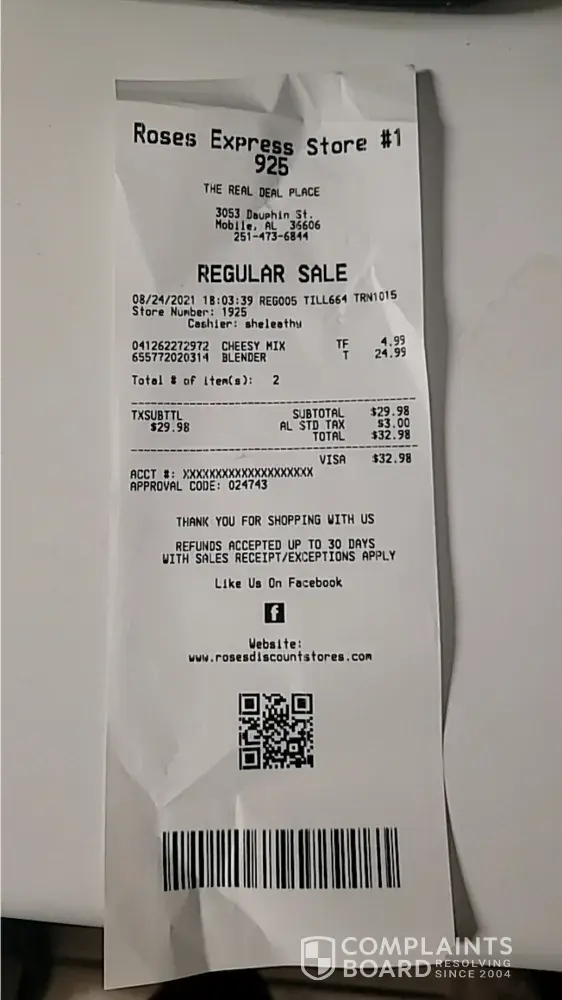 Roses Express Store #1
925
THE REAL DEAL PLACE
3053 Dauphin St.
Mobile, AL 36606
251-473-6844
REGULAR SALE
08/24/2021 18:03:39 REG005 TILL664 TRN1015
Store Number: 1925
Cashier: sheleathy
041262272972 CHEESY MIX TF 4.99
655772020314 BLENDER T 24.99
Total # of item(s): 2
TXSUBTTL SUBTOTAL $29.98
$29.98 AL STD TAX $3.00
TOTAL $32.98
VISA $32.98
ACCT #: XXXXXXXXXXXXXXXXXXXX
APPROVAL CODE: 024743
THANK YOU FOR SHOPPING WITH US
REFUNDS ACCEPTED UP TO 30 DAYS
WITH SALES RECEIPT/EXCEPTIONS APPLY
Like Us On Facebook
f
Website:
www.rosesdiscountstores.com
COMPLAINTS
BOARD RESOLVING
SINCE 2004